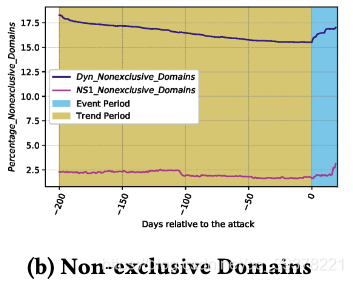 Percentage_Nonexclusive_Domains
17.5
15.0
12.5
10.0
7.5
5.0
2.5
Dyn_Nonexclusive_Domains
NS1_Nonexclusive_Domains
Event Period
Trend Period
−200
−150
−100
−50
0
Days relative to the attack
(b) Non-exclusive Domains